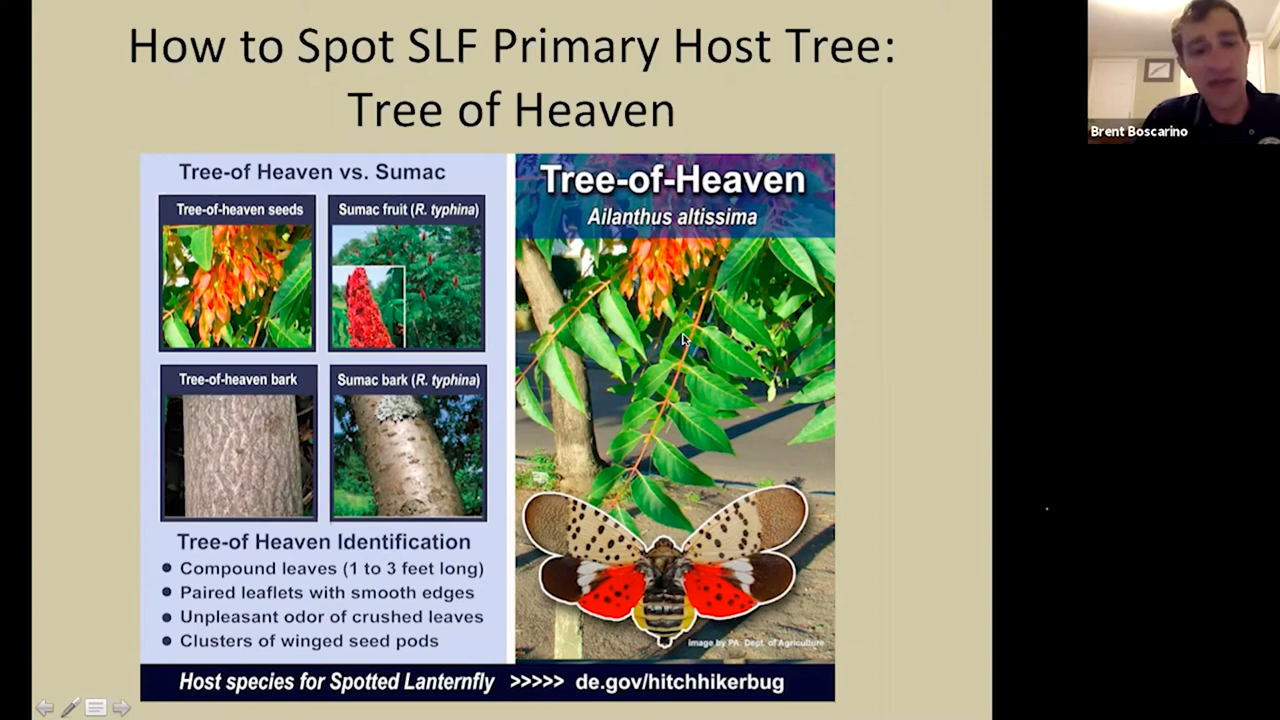 How to Spot SLF Primary Host Tree:
Tree of Heaven
Brent Boscarino
Tree-of Heaven vs. Sumac
Tree-of-heaven seeds
Sumac fruit (R. typhina)
Tree-of-heaven bark
Sumac bark (R. typhina)
Tree-of Heaven Identification
Compound leaves (1 to 3 feet long)
Paired leaflets with smooth edges
Unpleasant odor of crushed leaves
Clusters of winged seed pods
Tree-of-Heaven
Ailanthus altissima
image by PA. Dept. of Agriculture
Host species for Spotted Lanternfly >>>>> de.gov/hitchhikerbug